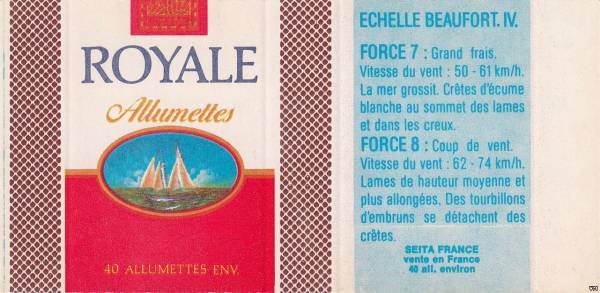 ROYALE
Allumettes
40 ALLUMETTES ENV.
ECHELLE BEAUFORT. IV.
FORCE 7 : Grand frais.
Vitesse du vent : 50 - 61 km/h.
La mer grossit. Crêtes d'écume
blanche au sommet des lames
et dans les creux.
FORCE 8 : Coup de vent.
Vitesse du vent : 62 - 74 km/h.
Lames de hauteur moyenne et
plus allongées. Des tourbillons
d'embruns se détachent des
crêtes.
SEITA FRANCE
vente en France
40 all. environ